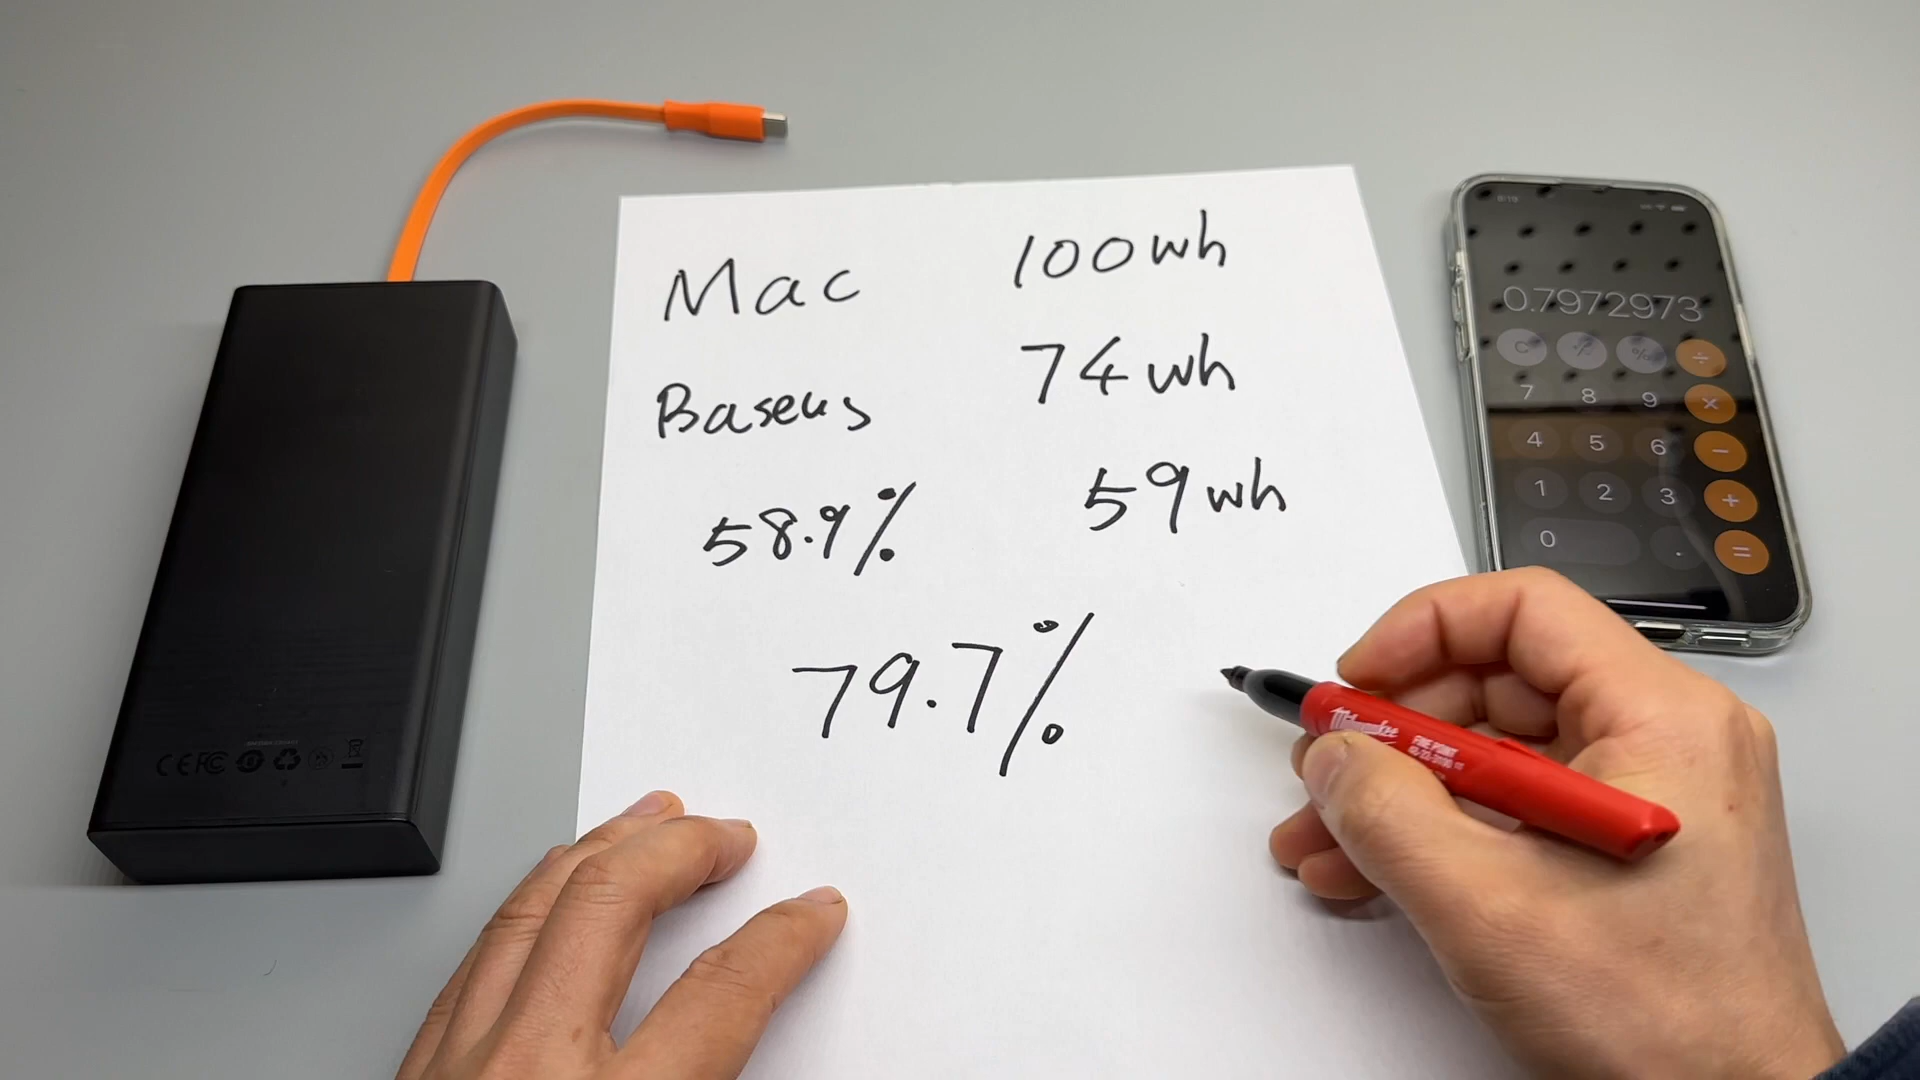 Mac 100wh
Baseus 74wh
58.9% 59wh
79.7%
0.7972973
C % ÷
7 8 9 ×
4 5 6 −
1 2 3 +
0 . =
Milwaukee
FINE POINT
CE FC